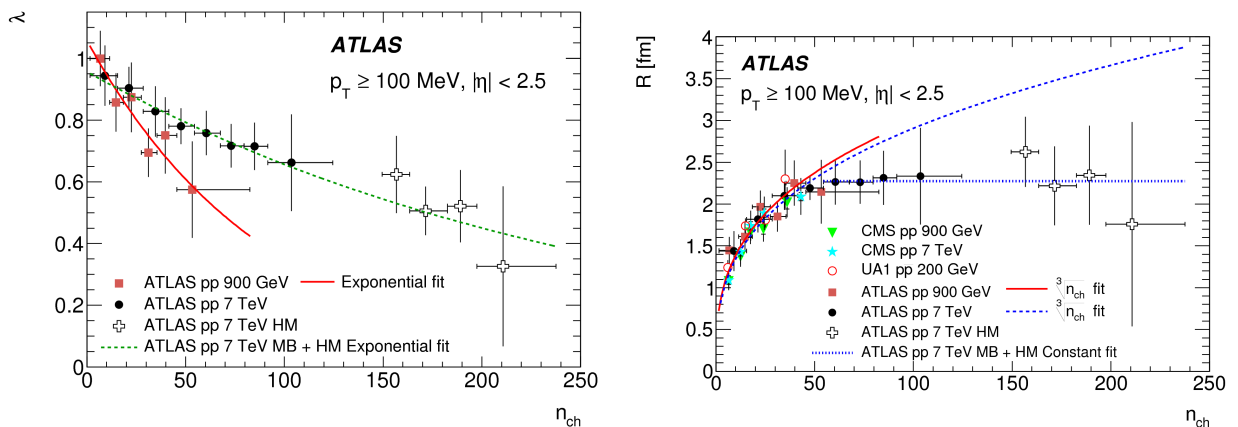 λ
1
0.8
0.6
0.4
0.2
0
ATLAS
p_T ≥ 100 MeV, |η| < 2.5
ATLAS pp 900 GeV
Exponential fit
ATLAS pp 7 TeV
ATLAS pp 7 TeV HM
ATLAS pp 7 TeV MB + HM Exponential fit
0 50 100 150 200 250
n_ch
R [fm]
4
3.5
3
2.5
2
1.5
1
0.5
0
ATLAS
p_T ≥ 100 MeV, |η| < 2.5
CMS pp 900 GeV
CMS pp 7 TeV
UA1 pp 200 GeV
ATLAS pp 900 GeV
∛n_ch fit
ATLAS pp 7 TeV
∛n_ch fit
ATLAS pp 7 TeV HM
ATLAS pp 7 TeV MB + HM Constant fit
0 50 100 150 200 250
n_ch